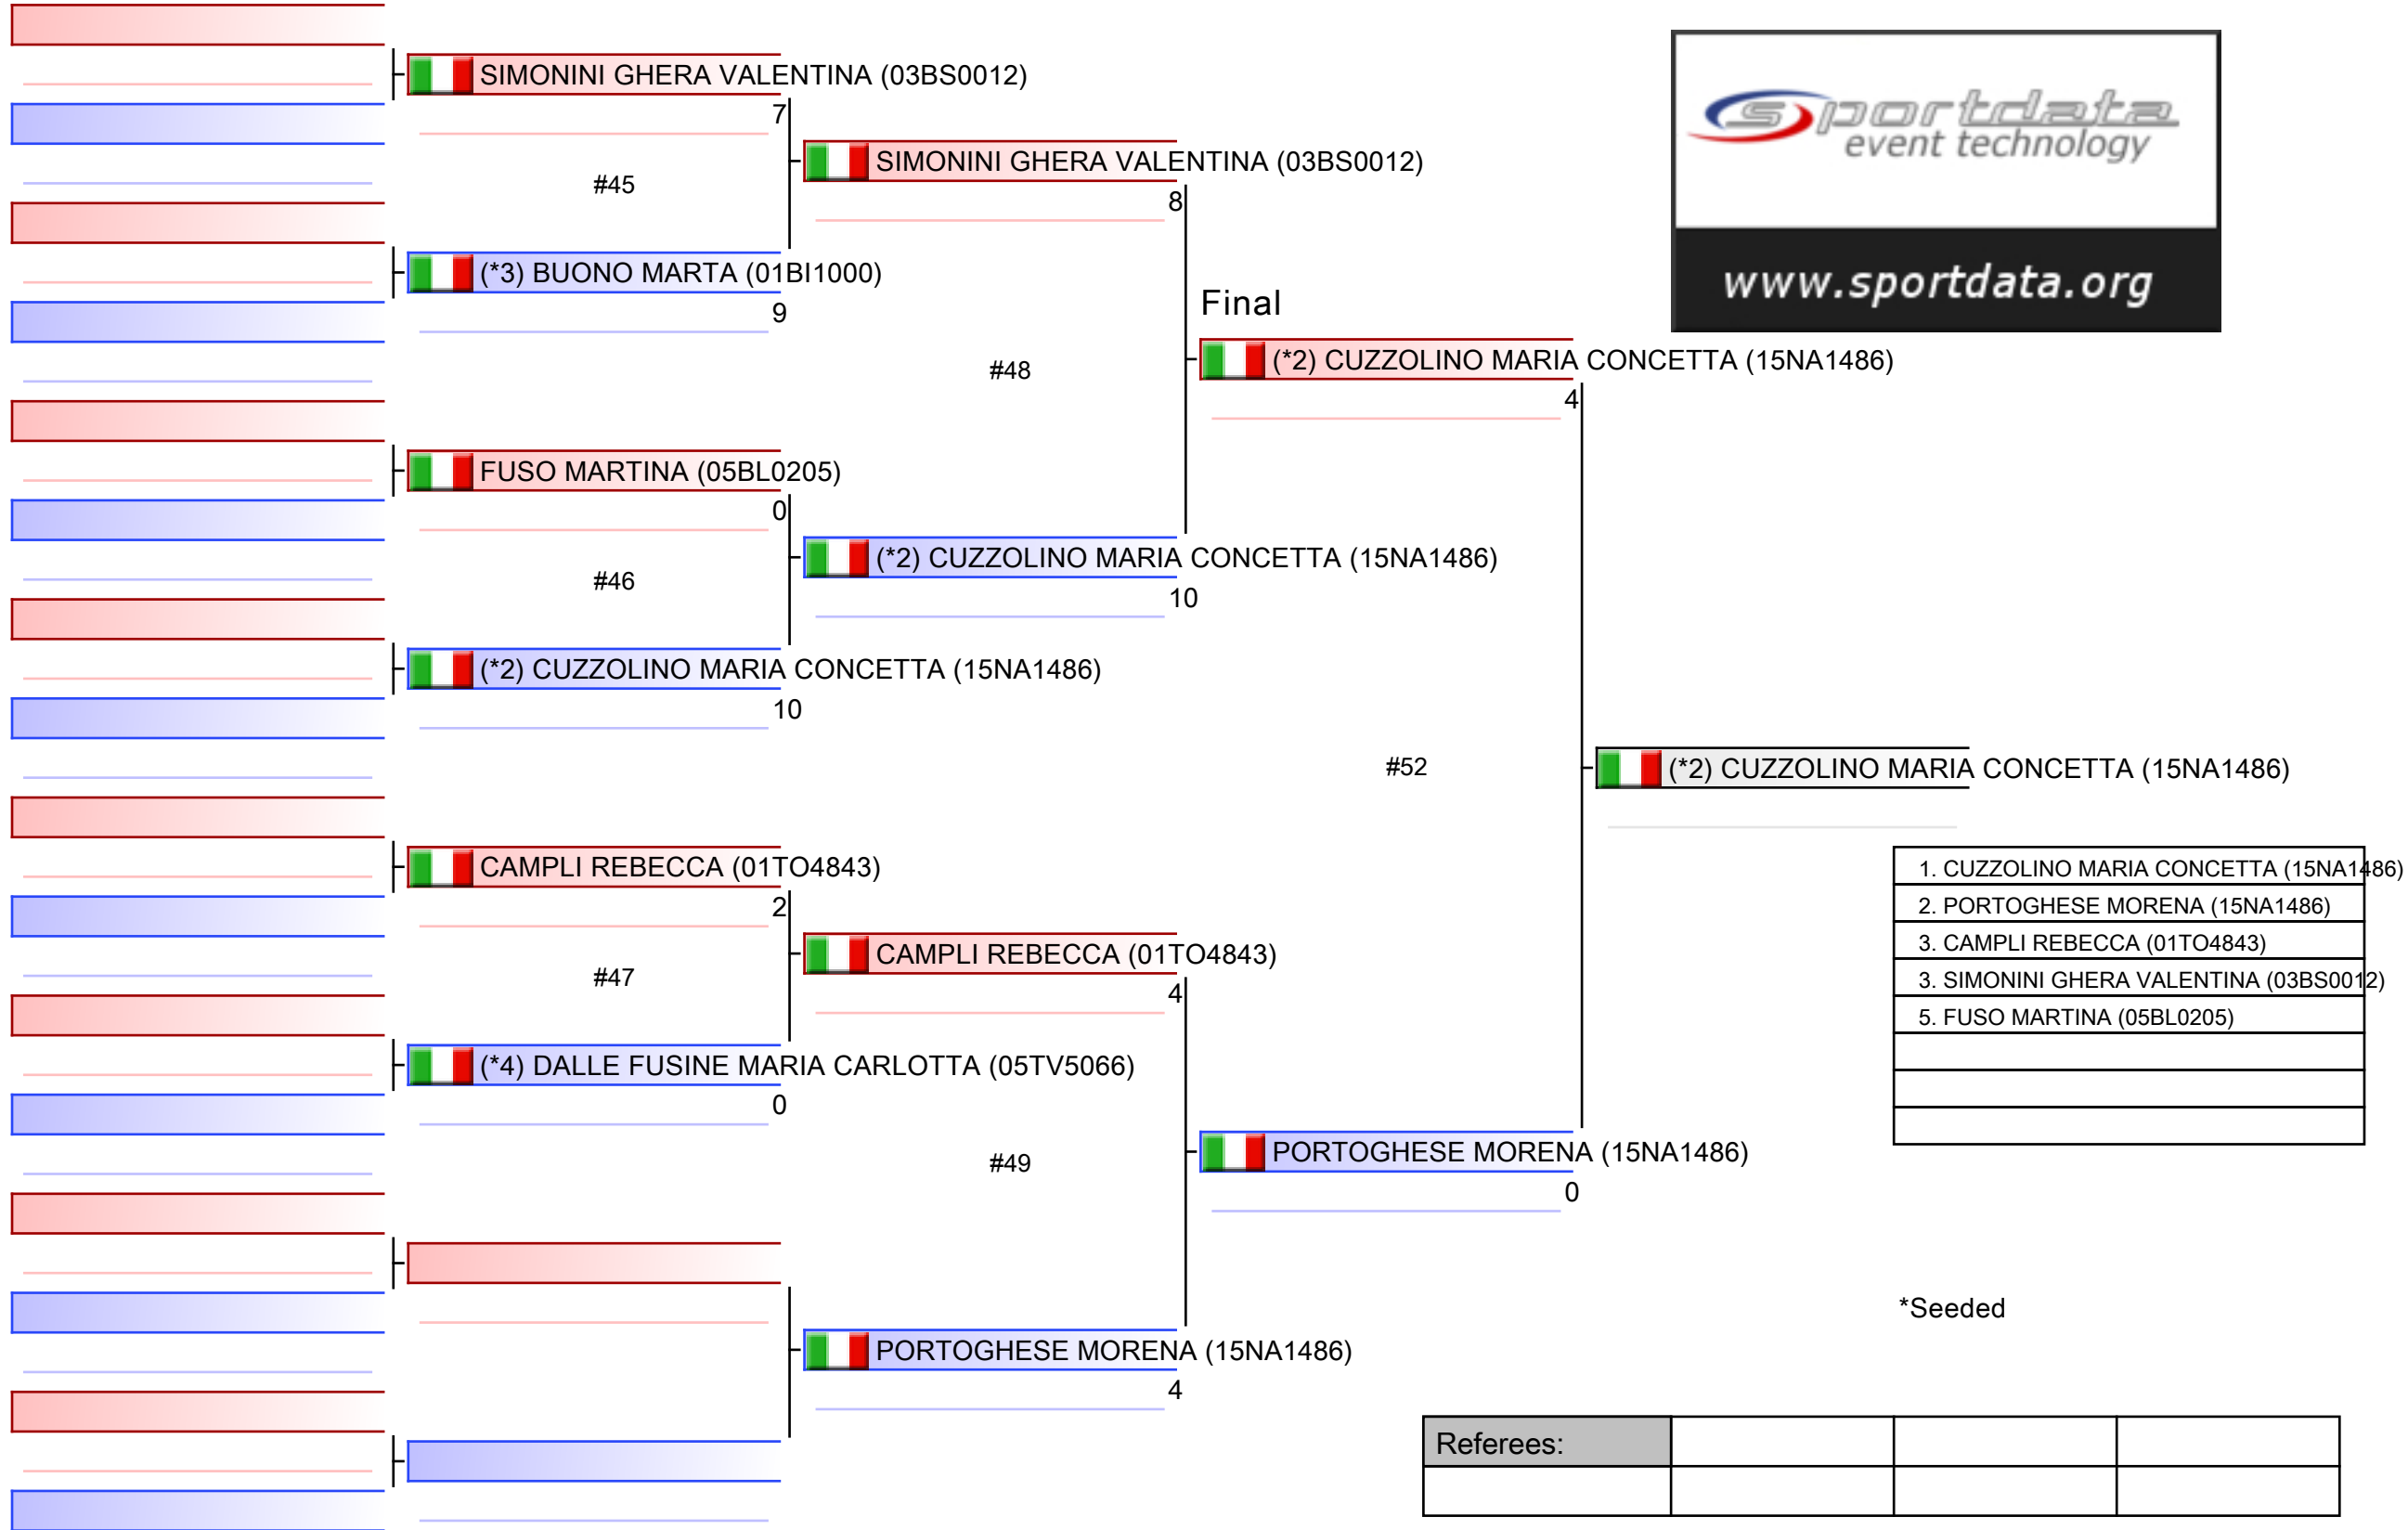 SIMONINI GHERA VALENTINA (03BS0012)
7
#45
(*3) BUONO MARTA (01BI1000)
9
FUSO MARTINA (05BL0205)
0
#46
(*2) CUZZOLINO MARIA CONCETTA (15NA1486)
10
CAMPLI REBECCA (01TO4843)
2
#47
(*4) DALLE FUSINE MARIA CARLOTTA (05TV5066)
0
SIMONINI GHERA VALENTINA (03BS0012)
8
#48
(*2) CUZZOLINO MARIA CONCETTA (15NA1486)
10
CAMPLI REBECCA (01TO4843)
4
#49
PORTOGHESE MORENA (15NA1486)
4
Final
(*2) CUZZOLINO MARIA CONCETTA (15NA1486)
4
#52
PORTOGHESE MORENA (15NA1486)
0
(*2) CUZZOLINO MARIA CONCETTA (15NA1486)
sportdata
event technology
www.sportdata.org
1. CUZZOLINO MARIA CONCETTA (15NA1486)
2. PORTOGHESE MORENA (15NA1486)
3. CAMPLI REBECCA (01TO4843)
3. SIMONINI GHERA VALENTINA (03BS0012)
5. FUSO MARTINA (05BL0205)
*Seeded
Referees: